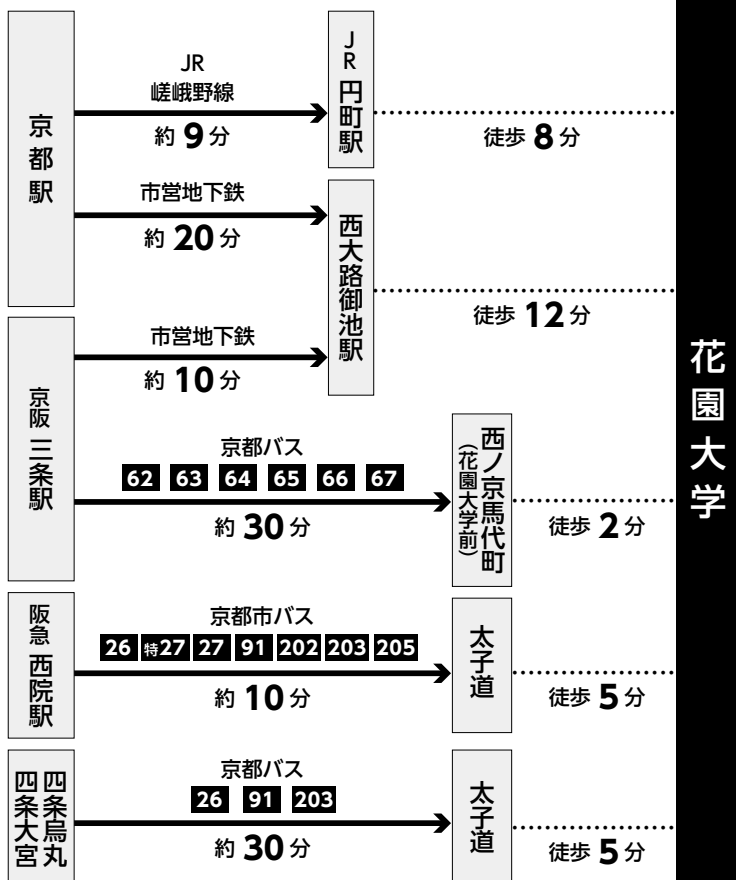 京都駅
JR
嵯峨野線
約 9 分
JR 円町駅
徒歩 8 分
市営地下鉄
約 20 分
西大路御池駅
徒歩 12 分
京阪 三条駅
市営地下鉄
約 10 分
京都バス
62 63 64 65 66 67
約 30 分
西ノ京馬代町
(花園大学前)
徒歩 2 分
阪急 西院駅
京都市バス
26 特27 27 91 202 203 205
約 10 分
太子道
徒歩 5 分
四条烏丸
四条大宮
京都バス
26 91 203
約 30 分
太子道
徒歩 5 分
花園大学